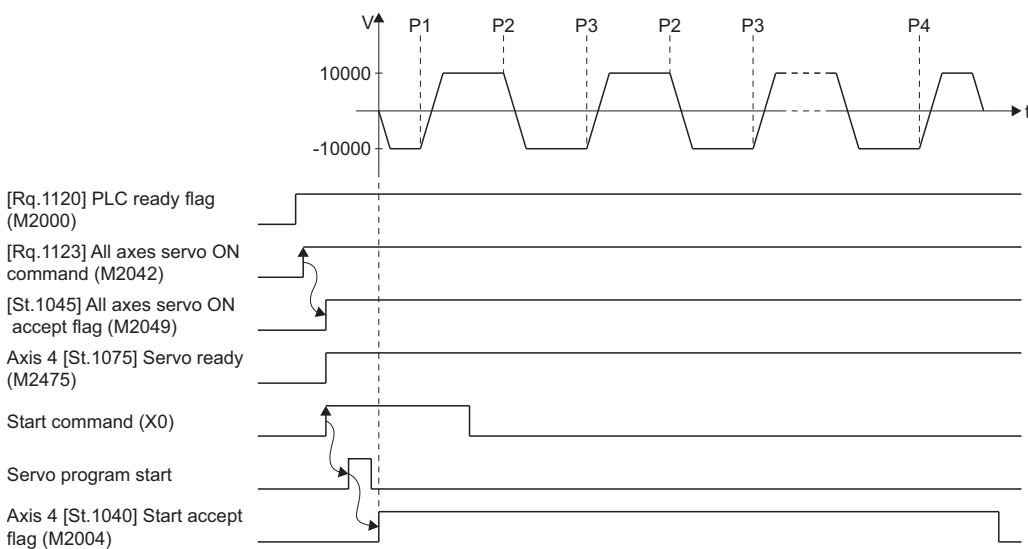 V
P1 P2 P3 P2 P3 P4
10000
t
-10000
[Rq.1120] PLC ready flag
(M2000)
[Rq.1123] All axes servo ON
command (M2042)
[St.1045] All axes servo ON
accept flag (M2049)
Axis 4 [St.1075] Servo ready
(M2475)
Start command (X0)
Servo program start
Axis 4 [St.1040] Start accept
flag (M2004)